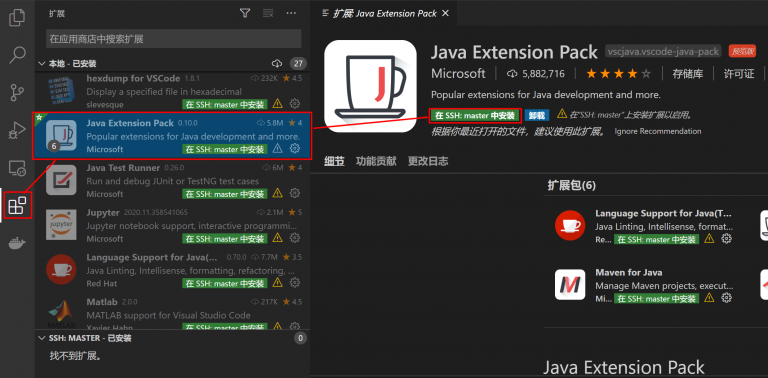 扩展
在应用商店中搜索扩展
本地 - 已安装
27
hexdump for VSCode 1.8.1 232K 4.5
Display a specified file in hexadecimal
slevesque 在 SSH: master 中安装
Java Extension Pack 0.10.0 5.8M 4
Popular extensions for Java development and more.
Microsoft 在 SSH: master 中安装
6
Java Test Runner 0.26.0 6M 4
Run and debug JUnit or TestNG test cases
Microsoft 在 SSH: master 中安装
Jupyter 2020.11.358541065 2.1M 5
Jupyter notebook support, interactive programmi...
Microsoft 在 SSH: master 中安装
Language Support for Java(... 0.70.0 7.7M 3.5
Java Linting, Intellisense, formatting, refactoring, ...
Red Hat 在 SSH: master 中安装
Matlab 2.0.0 217K 4.5
MATLAB support for Visual Studio Code
Xavier Hahn 在 SSH: master 中安装
SSH: MASTER - 已安装 0
找不到扩展。
扩展: Java Extension Pack
Java Extension Pack vscjava.vscode-java-pack 预览版
Microsoft 5,882,716 存储库 许可证
Popular extensions for Java development and more.
在 SSH: master 中安装 卸载 在"SSH: master"上安装扩展以启用。
根据你最近打开的文件，建议使用此扩展。 Ignore Recommendation
细节 功能贡献 更改日志
扩展包(6)
Language Support for Java(T...
Java Linting, Intellisense, format...
Re... 在 SSH: master 中安装
Maven for Java
Manage Maven projects, execut...
Mi... 在 SSH: master 中安装
Java Extension Pack